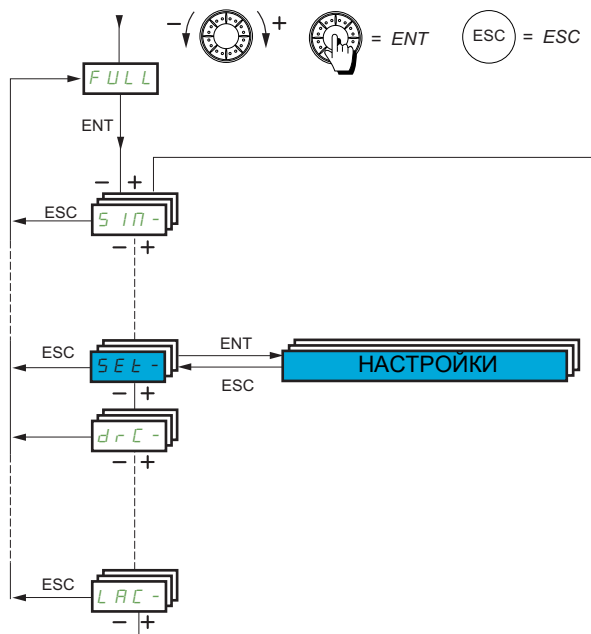 − + = ENT ESC = ESC
FULL
ENT
− +
ESC SIM-
− +
ESC SEt- ENT НАСТРОЙКИ
ESC
− +
drC-
− +
ESC LAC-
− +